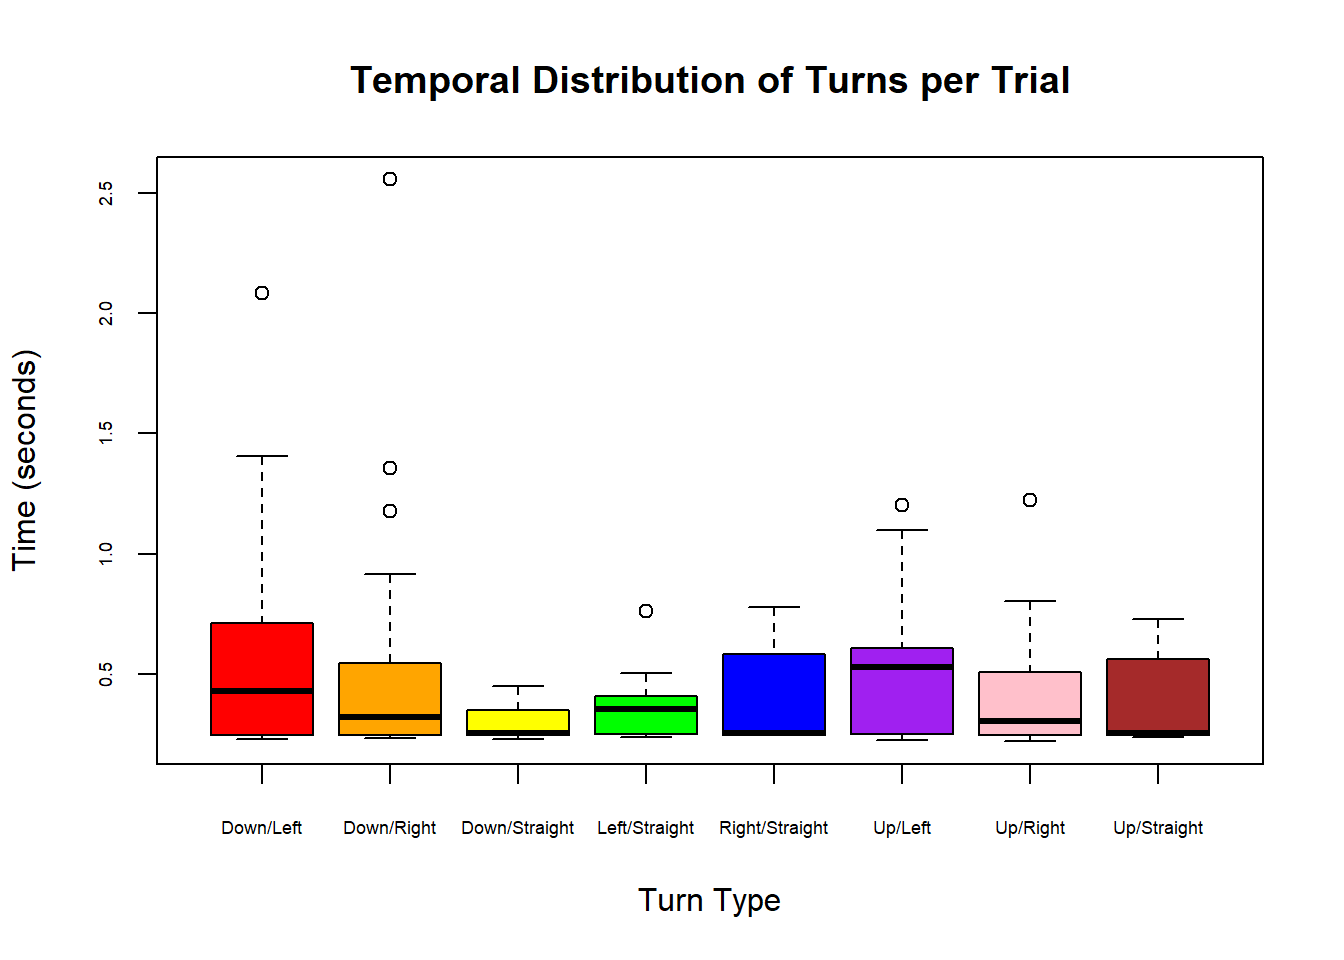 Temporal Distribution of Turns per Trial
Time (seconds)
2.5
2.0
1.5
1.0
0.5
Down/Left Down/Right Down/Straight Left/Straight Right/Straight Up/Left Up/Right Up/Straight
Turn Type